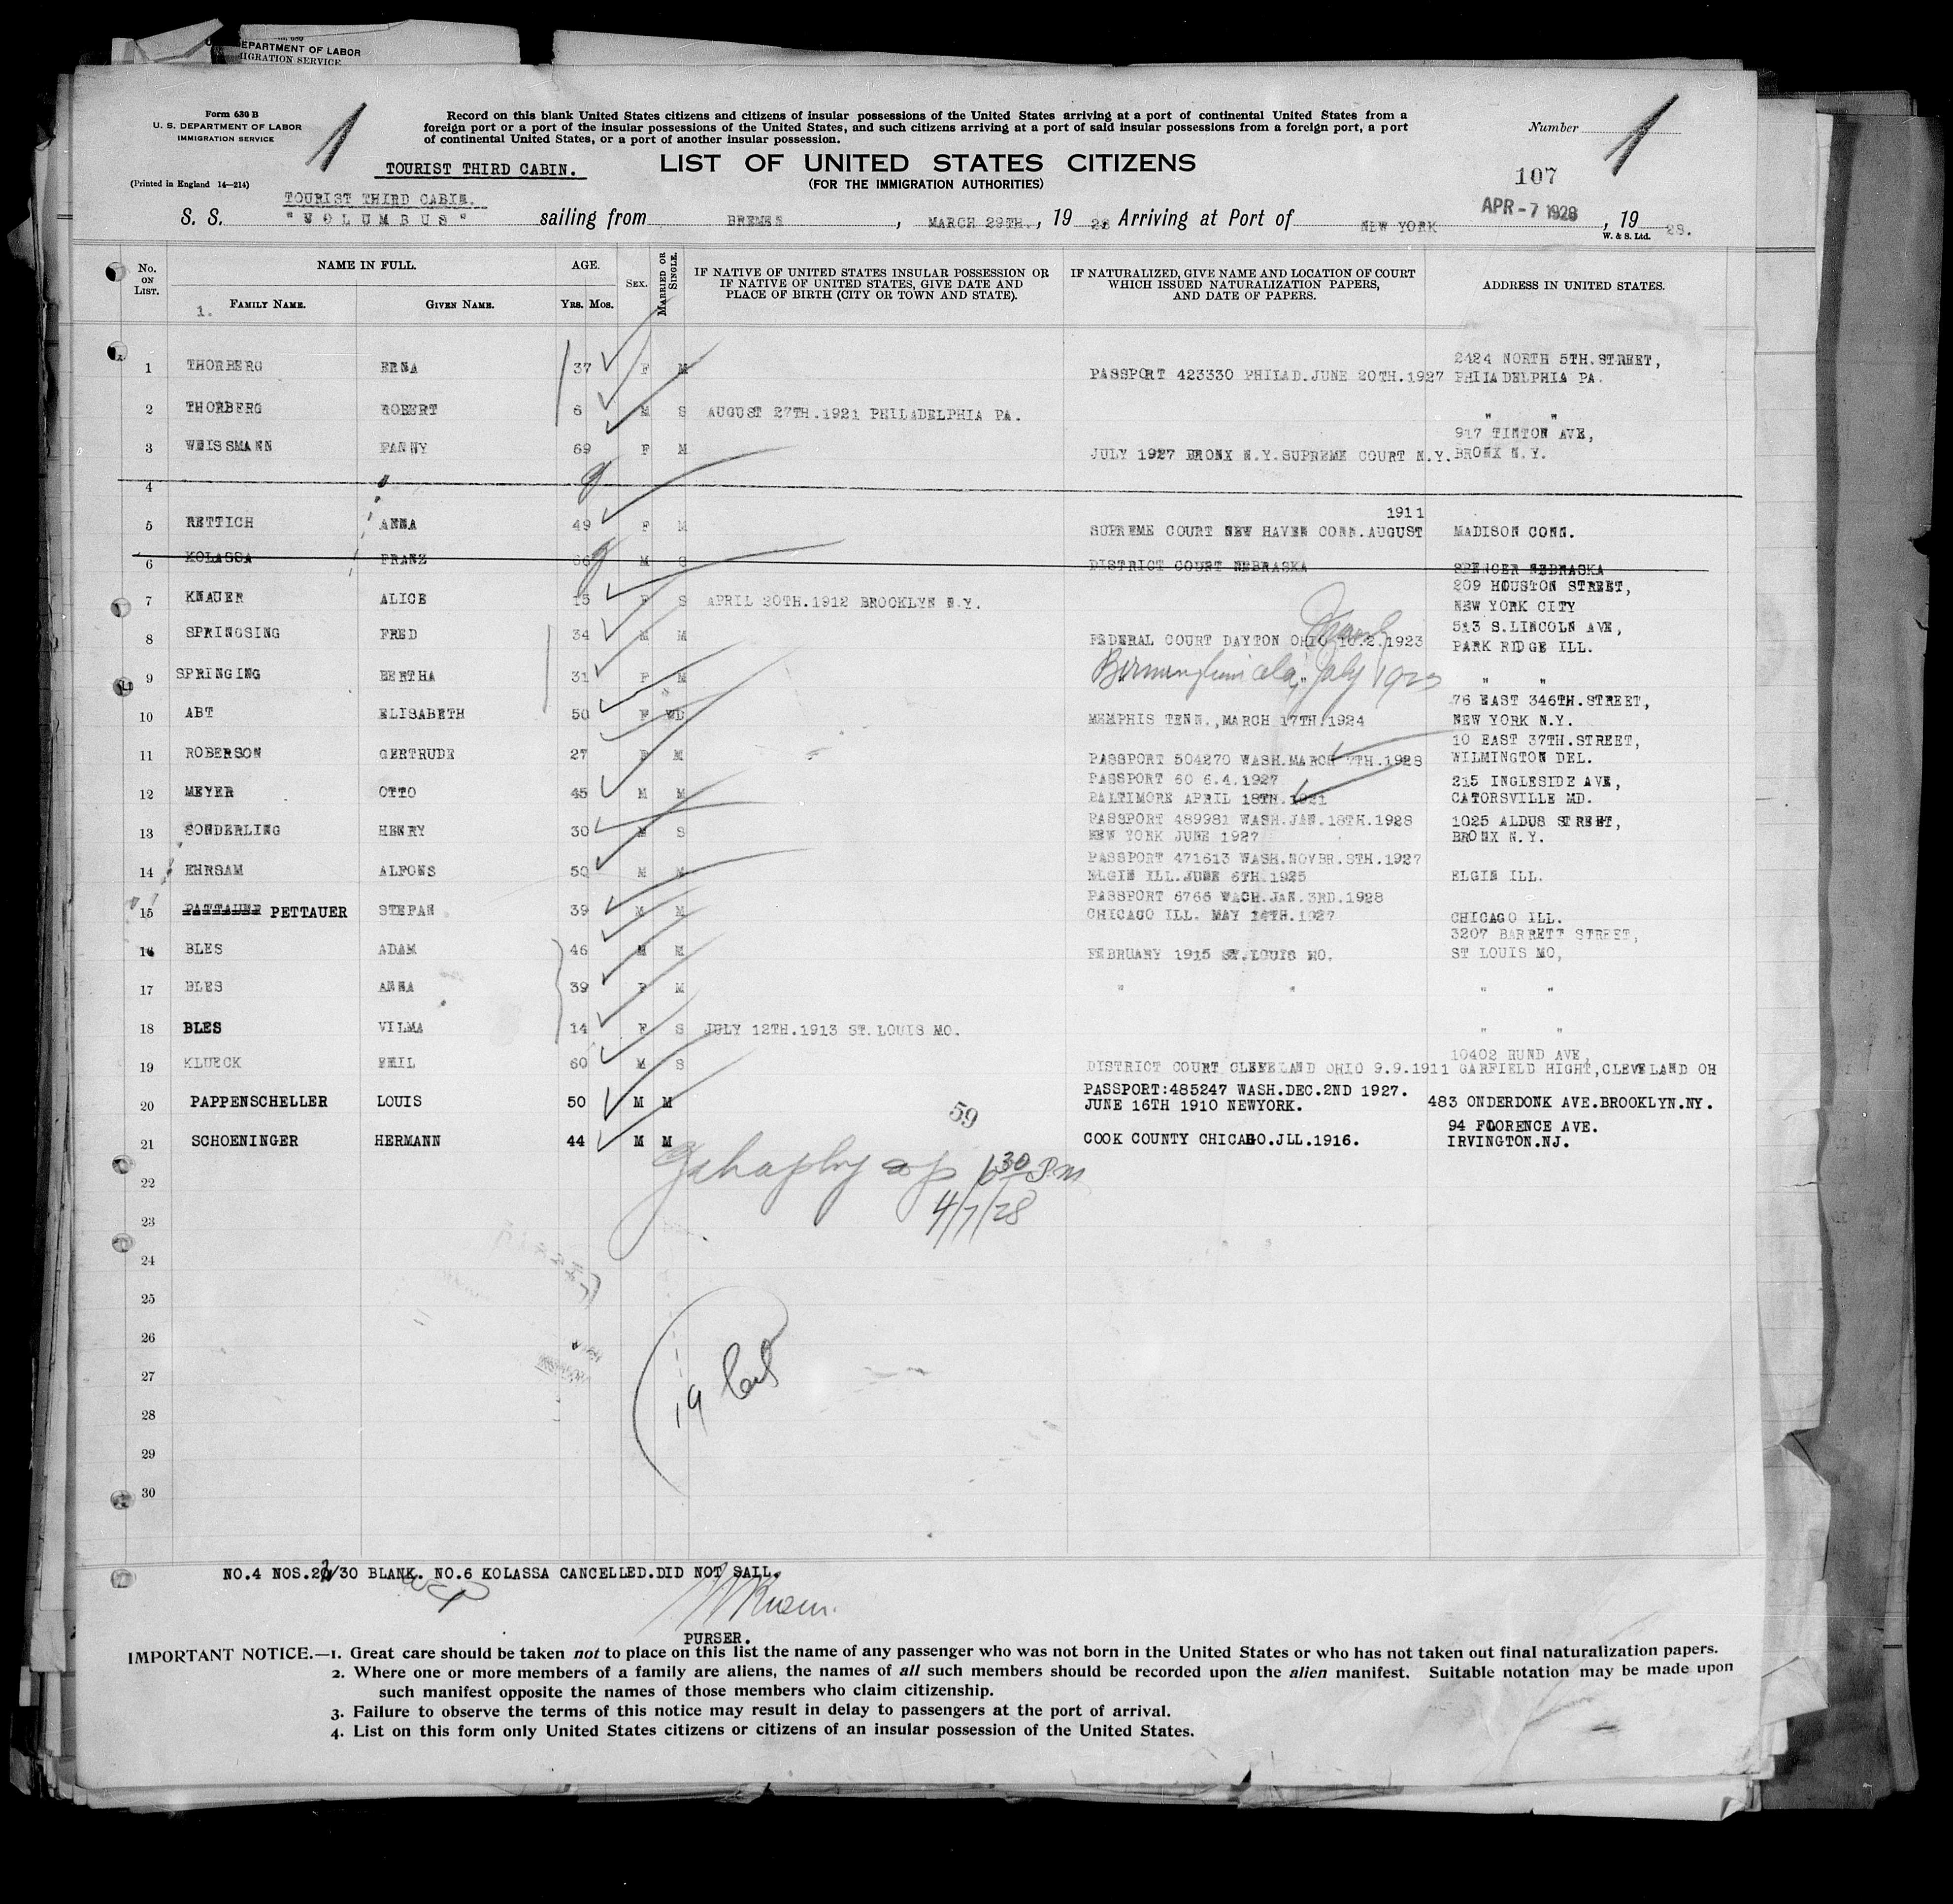 EPARTMENT OF LABOR
IGRATION SERVICE
Form 630 B
U. S. DEPARTMENT OF LABOR
IMMIGRATION SERVICE
(Printed in England 14—214)
1
Record on this blank United States citizens and citizens of insular possessions of the United States arriving at a port of continental United States from a
foreign port or a port of the insular possessions of the United States, and such citizens arriving at a port of said insular possessions from a foreign port, a port
of continental United States, or a port of another insular possession.
Number 1
TOURIST THIRD CABIN.
LIST OF UNITED STATES CITIZENS
(FOR THE IMMIGRATION AUTHORITIES)
107
TOURIST THIRD CABIN.
APR -7 1928
S. S. "COLUMBUS" sailing from BREMEN, MARCH 29TH., 19 28 Arriving at Port of NEW YORK, 19 28.
W. & S. Ltd.
No. ON LIST.
NAME IN FULL.
AGE.
SEX.
MARRIED OR SINGLE.
IF NATIVE OF UNITED STATES INSULAR POSSESSION OR
IF NATIVE OF UNITED STATES, GIVE DATE AND
PLACE OF BIRTH (CITY OR TOWN AND STATE).
IF NATURALIZED, GIVE NAME AND LOCATION OF COURT
WHICH ISSUED NATURALIZATION PAPERS,
AND DATE OF PAPERS.
ADDRESS IN UNITED STATES.
1. FAMILY NAME. GIVEN NAME. YRS. MOS.
2424 NORTH 5TH.STREET,
1 THORBERG ERNA 37 F M PASSPORT 423330 PHILAD.JUNE 20TH.1927 PHILADELPHIA PA.
2 THORBERG ROBERT 6 M S AUGUST 27TH.1921 PHILADELPHIA PA. " "
917 TINTON AVE,
3 WEISSMANN FANNY 69 F M JULY 1927 BRONX N.Y.SUPREME COURT N.Y. BRONX N.Y.
4
1911
5 RETTICH ANNA 49 F M SUPREME COURT NEW HAVEN CONN.AUGUST MADISON CONN.
6 KOLASSA FRANZ 66 M S DISTRICT COURT NEBRASKA SPENCER NEBRASKA
209 HOUSTON STREET,
7 KNAUER ALICE 15 F S APRIL 20TH.1912 BROOKLYN N.Y. NEW YORK CITY
513 S.LINCOLN AVE,
8 SPRINGSING FRED 34 M M FEDERAL COURT DAYTON OHIO 10.2.1923 PARK RIDGE ILL.
9 SPRINGING BERTHA 31 F M Birmingham Ala, July 1923 " "
76 EAST 346TH.STREET,
10 ABT ELISABETH 50 F WD MEMPHIS TENN.,MARCH 17TH.1924 NEW YORK N.Y.
10 EAST 37TH.STREET,
11 ROBERSON GERTRUDE 27 F M PASSPORT 504270 WASH.MARCH 7TH.1928 WILMINGTON DEL.
PASSPORT 60 6.4.1927 215 INGLESIDE AVE,
12 MEYER OTTO 45 M M BALTIMORE APRIL 18TH.1921 CATORSVILLE MD.
PASSPORT 489981 WASH.JAN.18TH.1928 1025 ALDUS STREET,
13 SONDERLING HENRY 30 M S NEW YORK JUNE 1927 BRONX N.Y.
PASSPORT 471613 WASH.NOVBR.8TH.1927
14 EHRSAM ALFONS 50 M M ELGIN ILL.JUNE 6TH.1925 ELGIN ILL.
PASSPORT 6766 WACH.JAN.3RD.1928
15 PATTAUER PETTAUER STEPAN 39 M M CHICAGO ILL. MAY 14TH.1927 CHICAGO ILL.
3207 BARRETT STREET,
16 BLES ADAM 46 M M FEBRUARY 1915 ST.LOUIS MO. ST LOUIS MO,
17 BLES ANNA 39 F M " " " "
18 BLES VILMA 14 F S JULY 12TH.1913 ST.LOUIS MO. " "
10402 RUND AVE,
19 KLUECK EMIL 60 M S DISTRICT COURT CLEVELAND OHIO 9.9.1911 GARFIELD HIGHT,CLEVELAND OH
PASSPORT:485247 WASH.DEC.2ND 1927.
20 PAPPENSCHELLER LOUIS 50 M M JUNE 16TH 1910 NEWYORK. 483 ONDERDONK AVE.BROOKLYN.NY.
59
94 FLORENCE AVE.
21 SCHOENINGER HERMANN 44 M M COOK COUNTY CHICAGO.JLL.1916. IRVINGTON.NJ.
22 6 30 P.M
23 4/7/28
24
25
26
27
19
28
29
30
NO.4 NOS.22/30 BLANK. NO.6 KOLASSA CANCELLED.DID NOT SAIL.
PURSER.
IMPORTANT NOTICE.—1. Great care should be taken not to place on this list the name of any passenger who was not born in the United States or who has not taken out final naturalization papers.
2. Where one or more members of a family are aliens, the names of all such members should be recorded upon the alien manifest. Suitable notation may be made upon
such manifest opposite the names of those members who claim citizenship.
3. Failure to observe the terms of this notice may result in delay to passengers at the port of arrival.
4. List on this form only United States citizens or citizens of an insular possession of the United States.